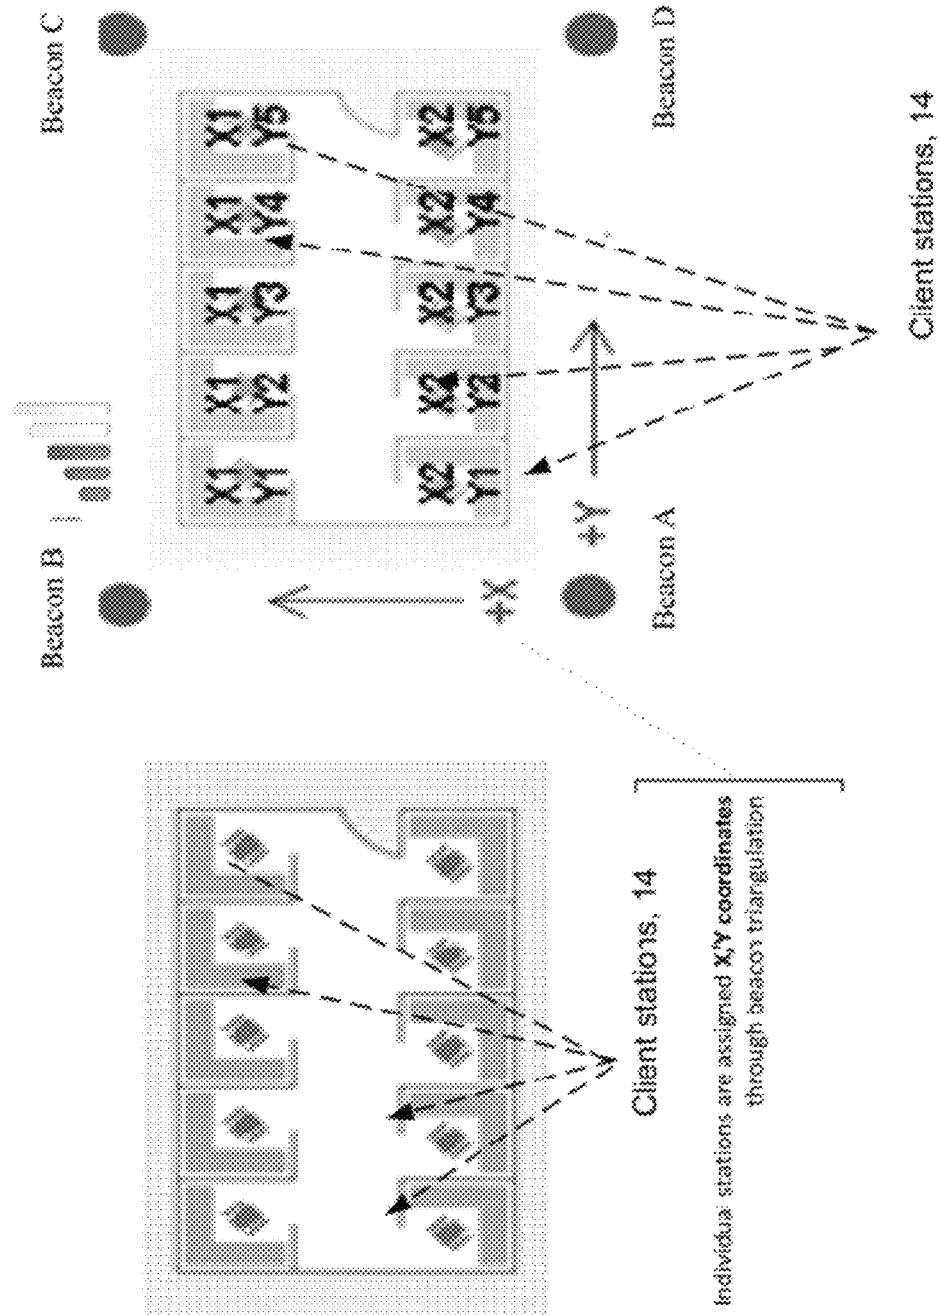 Beacon B
Beacon C
X1 X1 X1 X1 X1
Y1 Y2 Y3 Y4 Y5
X2 X2 X2 X2 X2
Y1 Y2 Y3 Y4 Y5
+X
+Y
Beacon A
Beacon D
Client stations, 14
Individual stations are assigned X,Y coordinates
through beacon triangulation
Client stations, 14